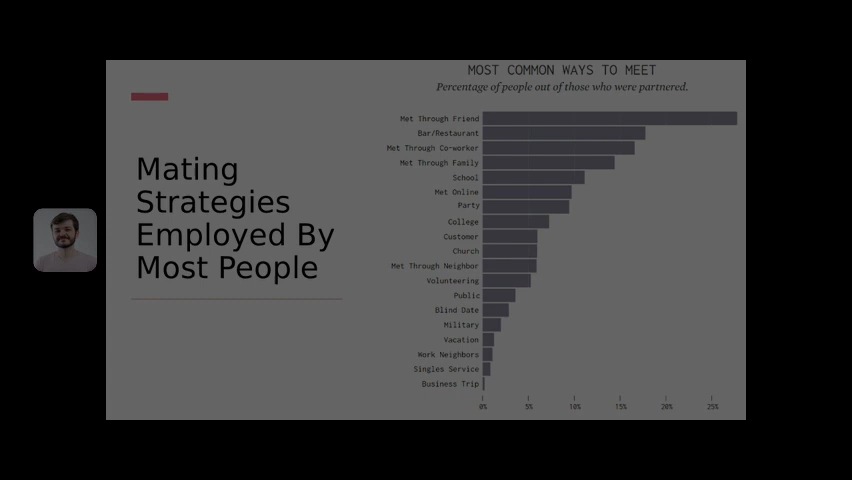 MOST COMMON WAYS TO MEET
Percentage of people out of those who were partnered.
Mating
Strategies
Employed By
Most People
Met Through Friend
Bar/Restaurant
Met Through Co-worker
Met Through Family
School
Met Online
Party
College
Customer
Church
Met Through Neighbor
Volunteering
Public
Blind Date
Military
Vacation
Work Neighbors
Singles Service
Business Trip
0% 5% 10% 15% 20% 25%